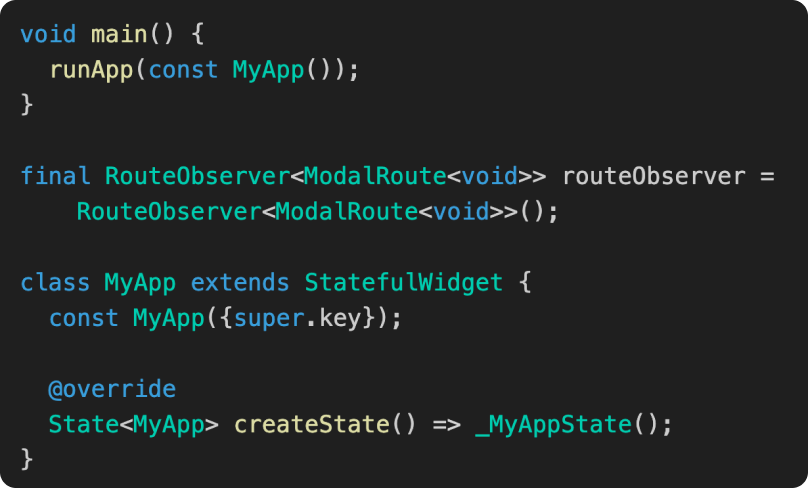 void main() {
  runApp(const MyApp());
}

final RouteObserver<ModalRoute<void>> routeObserver =
    RouteObserver<ModalRoute<void>>();

class MyApp extends StatefulWidget {
  const MyApp({super.key});

  @override
  State<MyApp> createState() => _MyAppState();
}